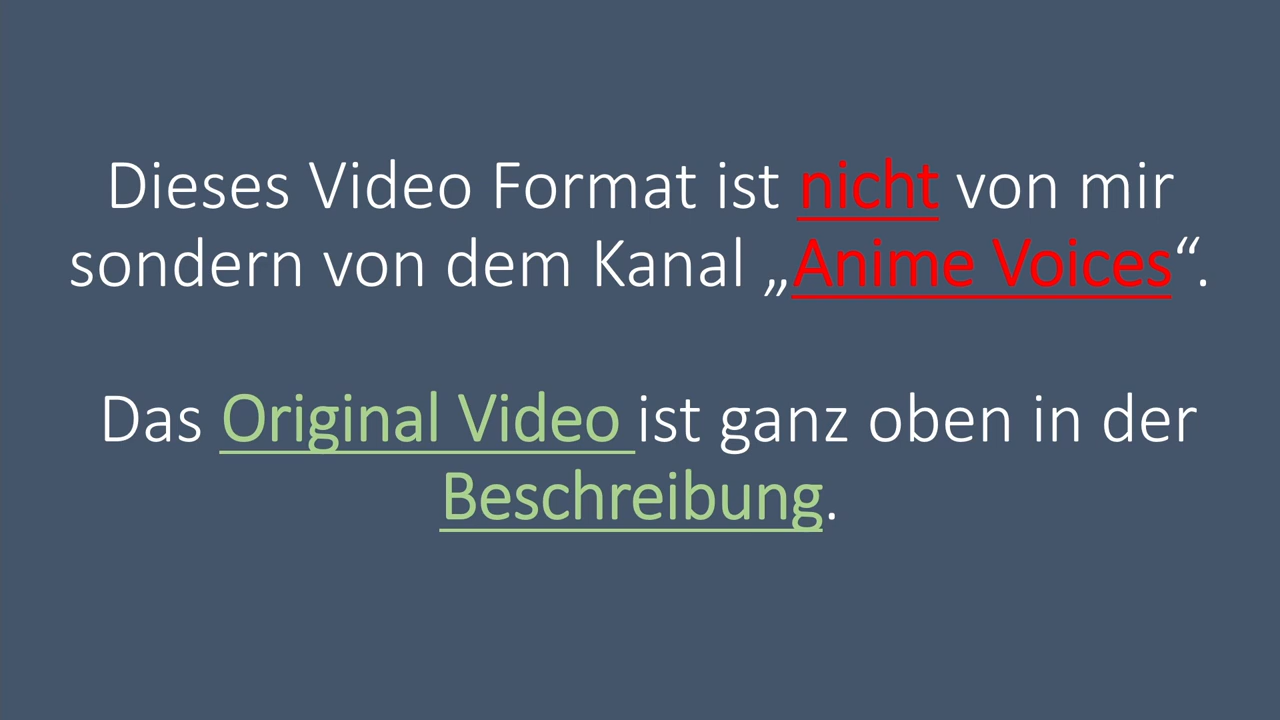 Dieses Video Format ist nicht von mir
sondern von dem Kanal „Anime Voices“.
Das Original Video ist ganz oben in der
Beschreibung.